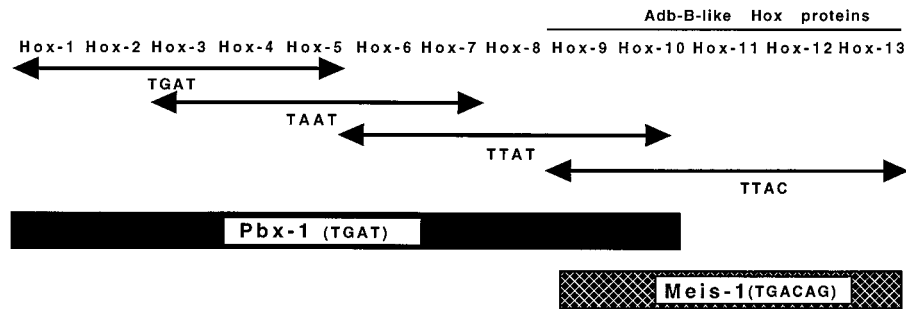 Adb-B-like Hox proteins
Hox-1 Hox-2 Hox-3 Hox-4 Hox-5 Hox-6 Hox-7 Hox-8 Hox-9 Hox-10 Hox-11 Hox-12 Hox-13
TGAT
TAAT
TTAT
TTAC
Pbx-1 (TGAT)
Meis-1(TGACAG)